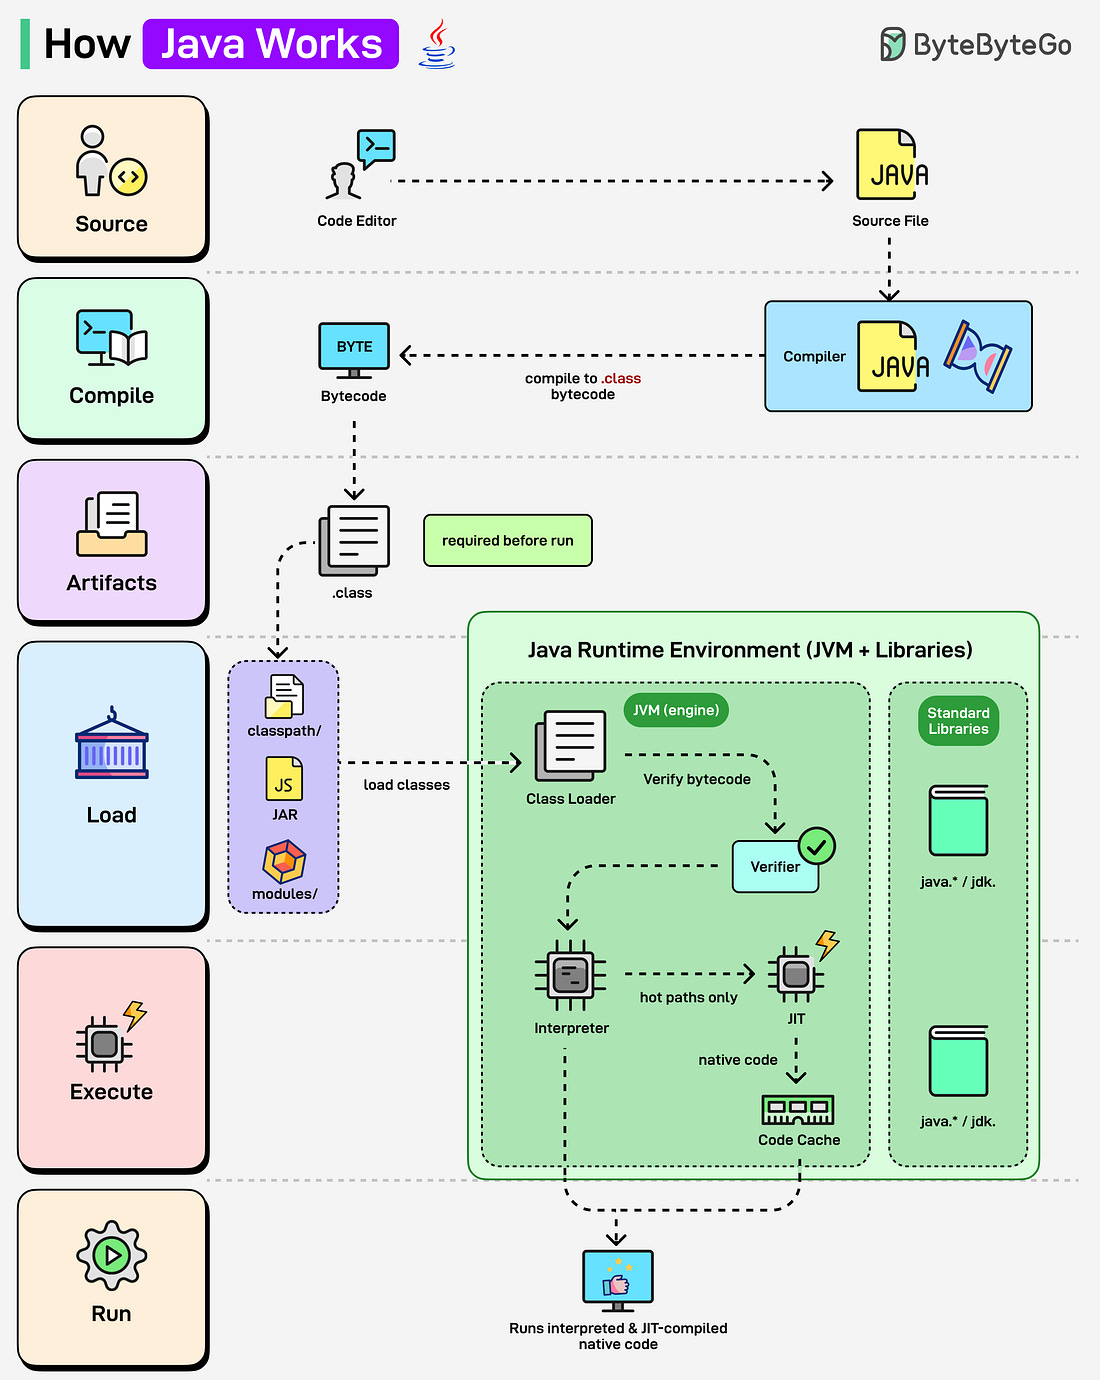 How Java Works
ByteByteGo
Source
Code Editor
JAVA
Source File
Compile
BYTE
Bytecode
compile to .class
bytecode
Compiler
JAVA
Artifacts
.class
required before run
Load
classpath/
JS
JAR
modules/
load classes
Java Runtime Environment (JVM + Libraries)
JVM (engine)
Class Loader
Verify bytecode
Verifier
Standard
Libraries
java.* / jdk.
Execute
Interpreter
hot paths only
JIT
native code
Code Cache
java.* / jdk.
Run
Runs interpreted & JIT-compiled
native code